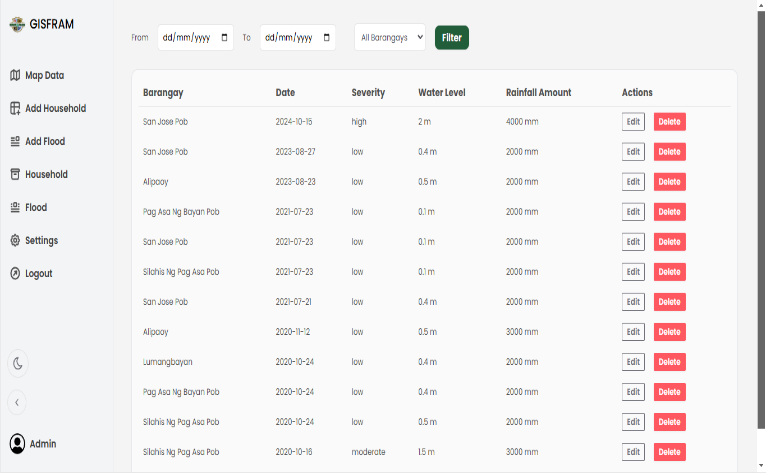 GISFRAM
Map Data
Add Household
Add Flood
Household
Flood
Settings
Logout
Admin
From dd/mm/yyyy To dd/mm/yyyy All Barangays Filter
Barangay Date Severity Water Level Rainfall Amount Actions
San Jose Pob 2024-10-15 high 2 m 4000 mm Edit Delete
San Jose Pob 2023-08-27 low 0.4 m 2000 mm Edit Delete
Alipaoy 2023-08-23 low 0.5 m 2000 mm Edit Delete
Pag Asa Ng Bayan Pob 2021-07-23 low 0.1 m 2000 mm Edit Delete
San Jose Pob 2021-07-23 low 0.1 m 2000 mm Edit Delete
Silahis Ng Pag Asa Pob 2021-07-23 low 0.1 m 2000 mm Edit Delete
San Jose Pob 2021-07-21 low 0.4 m 2000 mm Edit Delete
Alipaoy 2020-11-12 low 0.5 m 3000 mm Edit Delete
Lumangbayan 2020-10-24 low 0.4 m 2000 mm Edit Delete
Pag Asa Ng Bayan Pob 2020-10-24 low 0.4 m 2000 mm Edit Delete
Silahis Ng Pag Asa Pob 2020-10-24 low 0.5 m 2000 mm Edit Delete
Silahis Ng Pag Asa Pob 2020-10-16 moderate 1.5 m 3000 mm Edit Delete